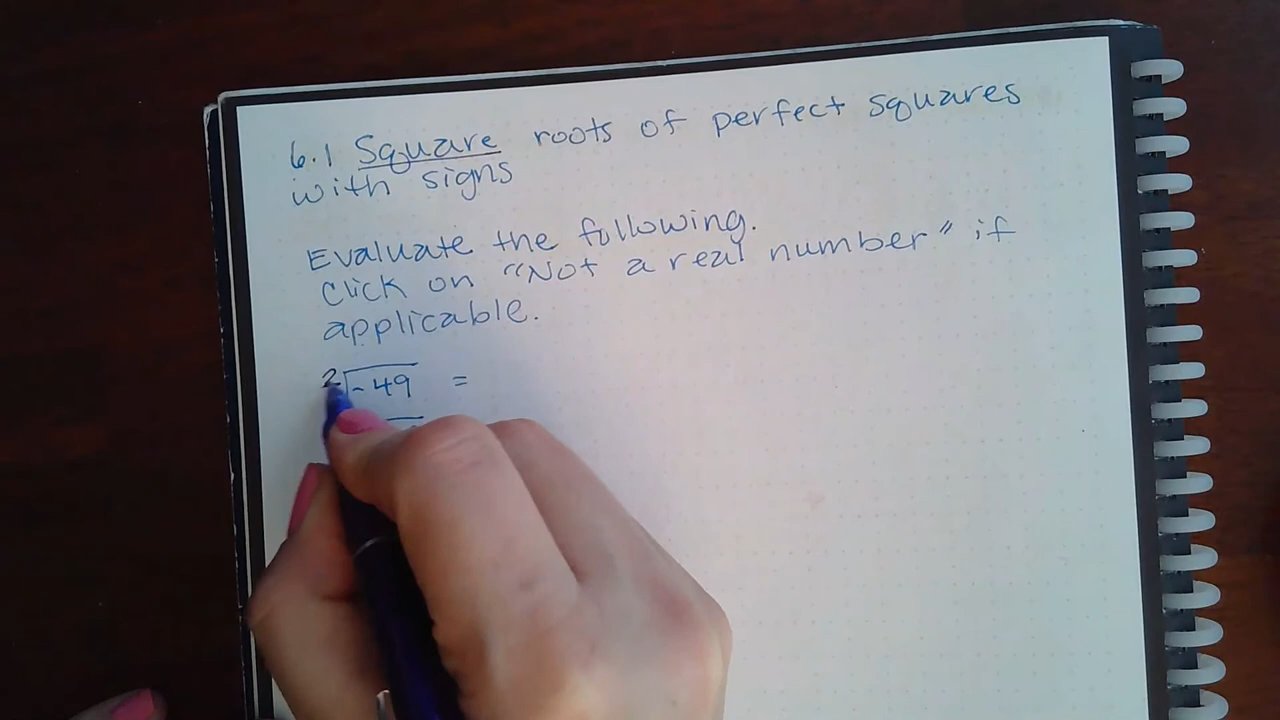 6.1 Square roots of perfect squares
with signs
Evaluate the following.
Click on "Not a real number" if
applicable.
2√-49 =